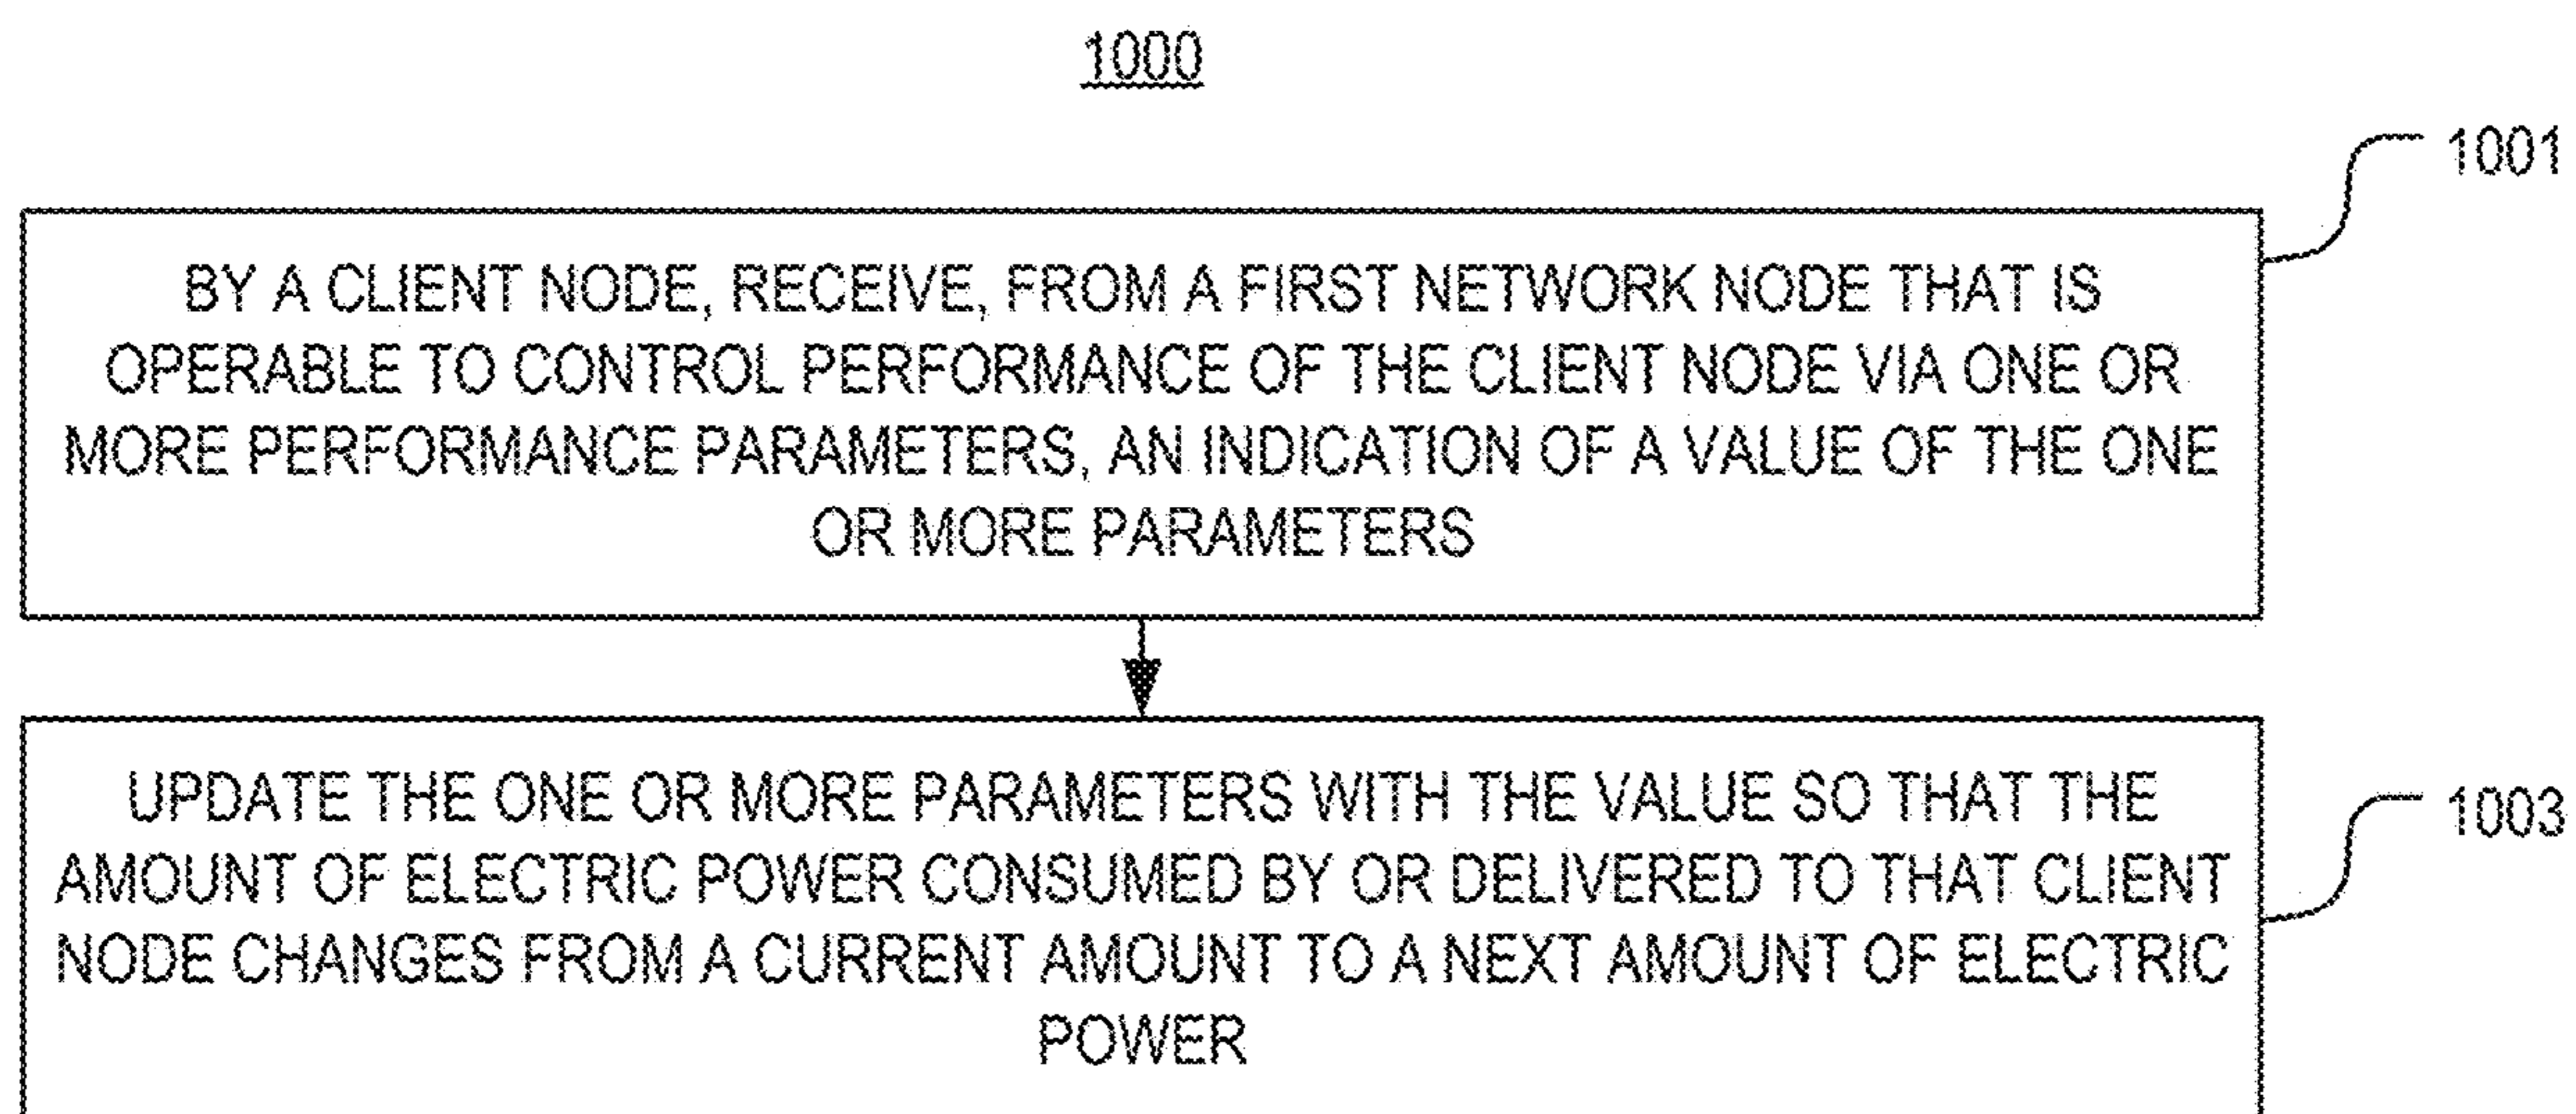 1000
1001
BY A CLIENT NODE, RECEIVE, FROM A FIRST NETWORK NODE THAT IS
OPERABLE TO CONTROL PERFORMANCE OF THE CLIENT NODE VIA ONE OR
MORE PERFORMANCE PARAMETERS, AN INDICATION OF A VALUE OF THE ONE
OR MORE PARAMETERS
UPDATE THE ONE OR MORE PARAMETERS WITH THE VALUE SO THAT THE
1003
AMOUNT OF ELECTRIC POWER CONSUMED BY OR DELIVERED TO THAT CLIENT
NODE CHANGES FROM A CURRENT AMOUNT TO A NEXT AMOUNT OF ELECTRIC
POWER